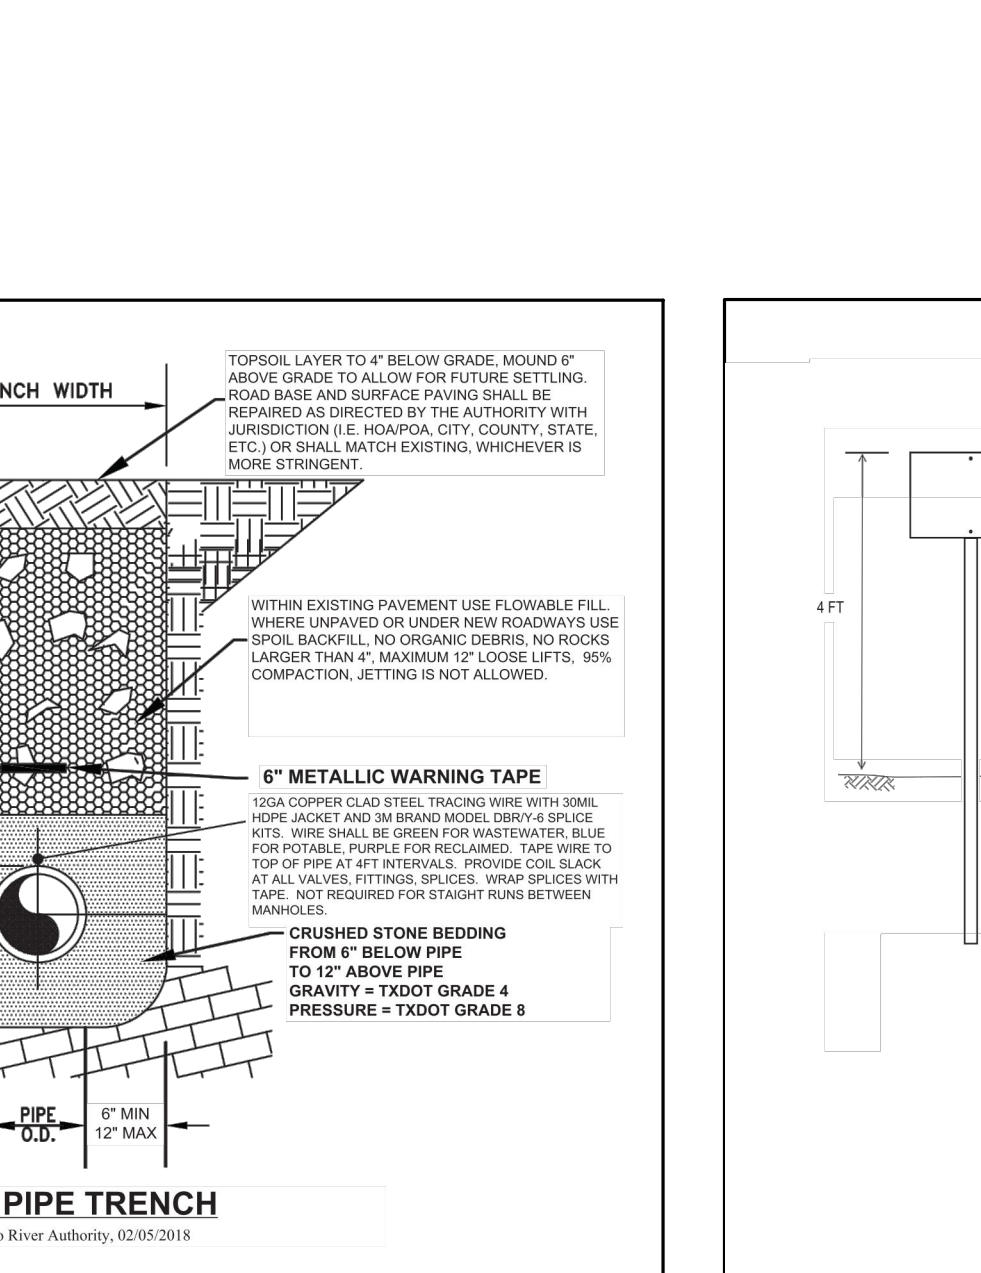 NCH WIDTH
TOPSOIL LAYER TO 4" BELOW GRADE, MOUND 6"
ABOVE GRADE TO ALLOW FOR FUTURE SETTLING.
ROAD BASE AND SURFACE PAVING SHALL BE
REPAIRED AS DIRECTED BY THE AUTHORITY WITH
JURISDICTION (I.E. HOA/POA, CITY, COUNTY, STATE,
ETC.) OR SHALL MATCH EXISTING, WHICHEVER IS
MORE STRINGENT.
WITHIN EXISTING PAVEMENT USE FLOWABLE FILL.
WHERE UNPAVED OR UNDER NEW ROADWAYS USE
SPOIL BACKFILL, NO ORGANIC DEBRIS, NO ROCKS
LARGER THAN 4", MAXIMUM 12" LOOSE LIFTS, 95%
COMPACTION, JETTING IS NOT ALLOWED.
6" METALLIC WARNING TAPE
12GA COPPER CLAD STEEL TRACING WIRE WITH 30MIL
HDPE JACKET AND 3M BRAND MODEL DBR/Y-6 SPLICE
KITS. WIRE SHALL BE GREEN FOR WASTEWATER, BLUE
FOR POTABLE, PURPLE FOR RECLAIMED. TAPE WIRE TO
TOP OF PIPE AT 4FT INTERVALS. PROVIDE COIL SLACK
AT ALL VALVES, FITTINGS, SPLICES. WRAP SPLICES WITH
TAPE. NOT REQUIRED FOR STAIGHT RUNS BETWEEN
MANHOLES.
CRUSHED STONE BEDDING
FROM 6" BELOW PIPE
TO 12" ABOVE PIPE
GRAVITY = TXDOT GRADE 4
PRESSURE = TXDOT GRADE 8
PIPE
O.D.
6" MIN
12" MAX
PIPE TRENCH
o River Authority, 02/05/2018
4 FT